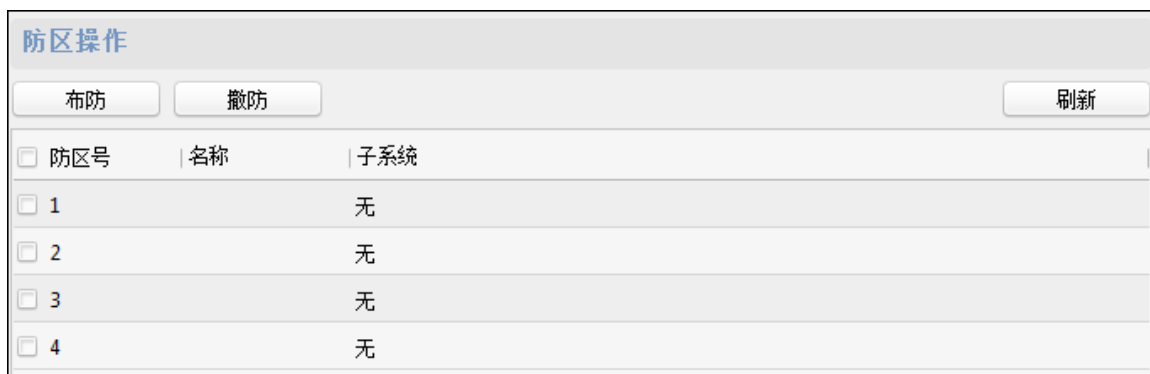 防区操作
布防 撤防 刷新
防区号 名称 子系统
1 无
2 无
3 无
4 无